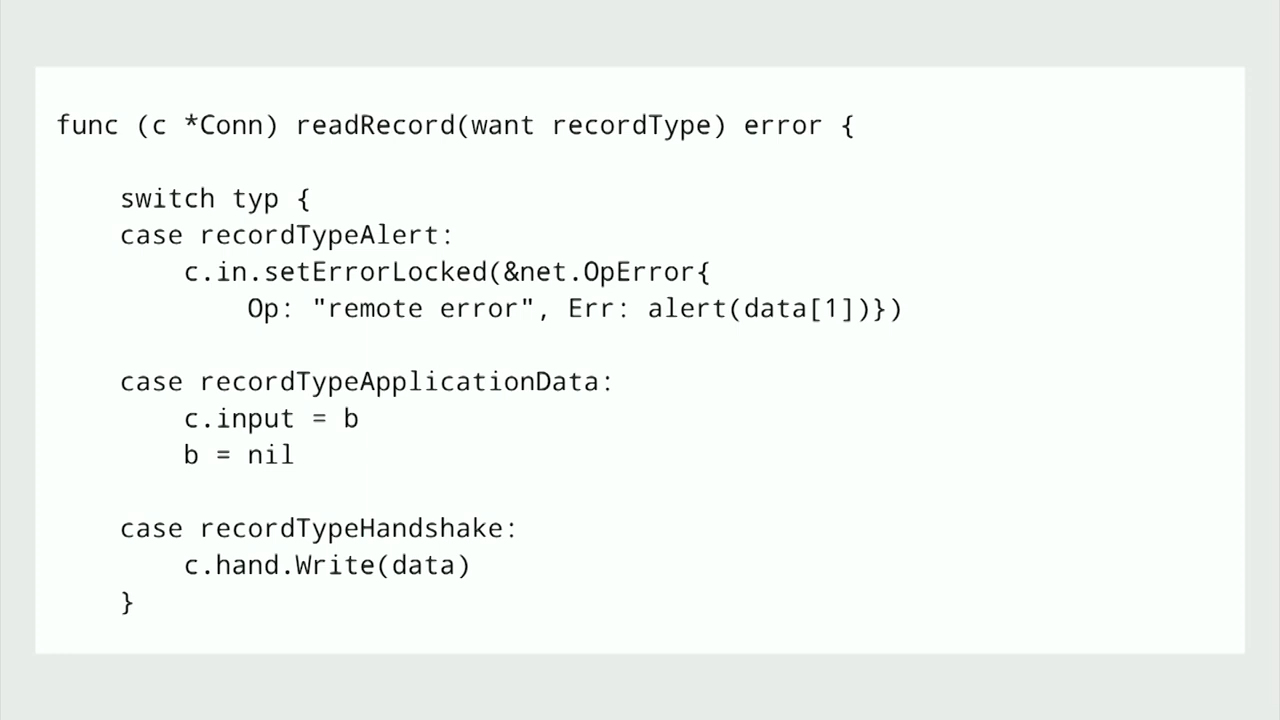 func (c *Conn) readRecord(want recordType) error {
    switch typ {
    case recordTypeAlert:
        c.in.setErrorLocked(&net.OpError{
            Op: "remote error", Err: alert(data[1])})
    case recordTypeApplicationData:
        c.input = b
        b = nil
    case recordTypeHandshake:
        c.hand.Write(data)
    }